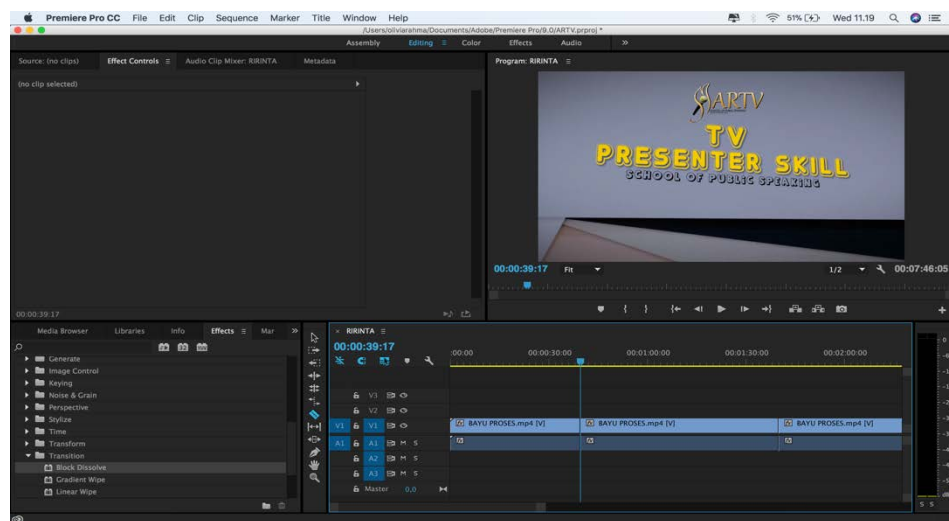 Premiere Pro CC File Edit Clip Sequence Marker Title Window Help 51% Wed 11.19
/Users/oliviarahma/Documents/Adobe/Premiere Pro/9.0/ARTV.prproj *
Assembly Editing Color Effects Audio
Source: (no clips) Effect Controls Audio Clip Mixer: RIRINTA Metadata
(no clip selected)
00:00:39:17
Program: RIRINTA
ARTV
TV
PRESENTER SKILL
SCHOOL OF PUBLIC SPEAKING
00:00:39:17 Fit 1/2 00:07:46:05
Media Browser Libraries Info Effects Mar
Generate
Image Control
Keying
Noise & Grain
Perspective
Stylize
Time
Transform
Transition
Block Dissolve
Gradient Wipe
Linear Wipe
× RIRINTA
00:00:39:17
:00:00 00:00:30:00 00:01:00:00 00:01:30:00 00:02:00:00
V3
V2
V1 V1 BAYU PROSES.mp4 [V] BAYU PROSES.mp4 [V] BAYU PROSES.mp4 [V]
A1 A1 M S
A2 M S
A3 M S
Master 0,0
S S